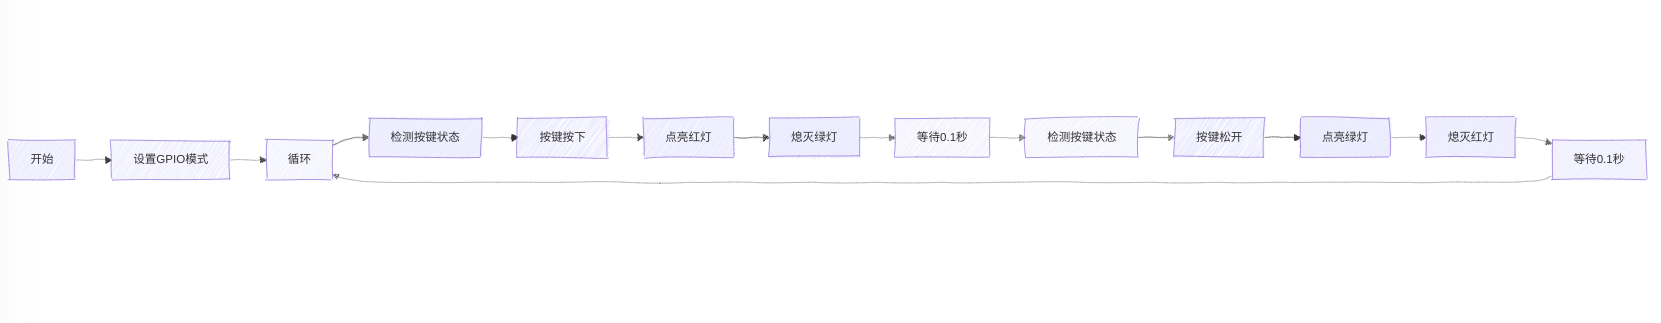 开始
设置GPIO模式
循环
检测按键状态
按键按下
点亮红灯
熄灭绿灯
等待0.1秒
检测按键状态
按键松开
点亮绿灯
熄灭红灯
等待0.1秒